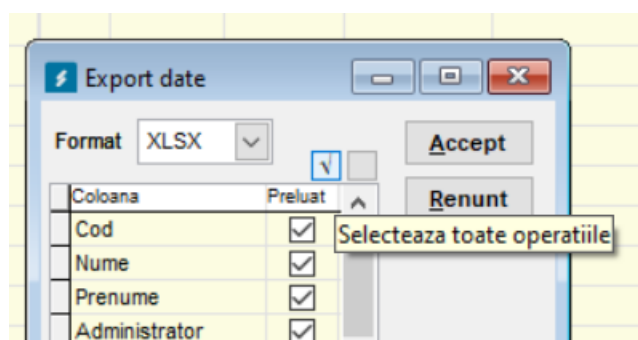 Export date
Format XLSX √ Accept
Coloana Preluat Renunt
Selecteaza toate operatiile
Cod
Nume
Prenume
Administrator